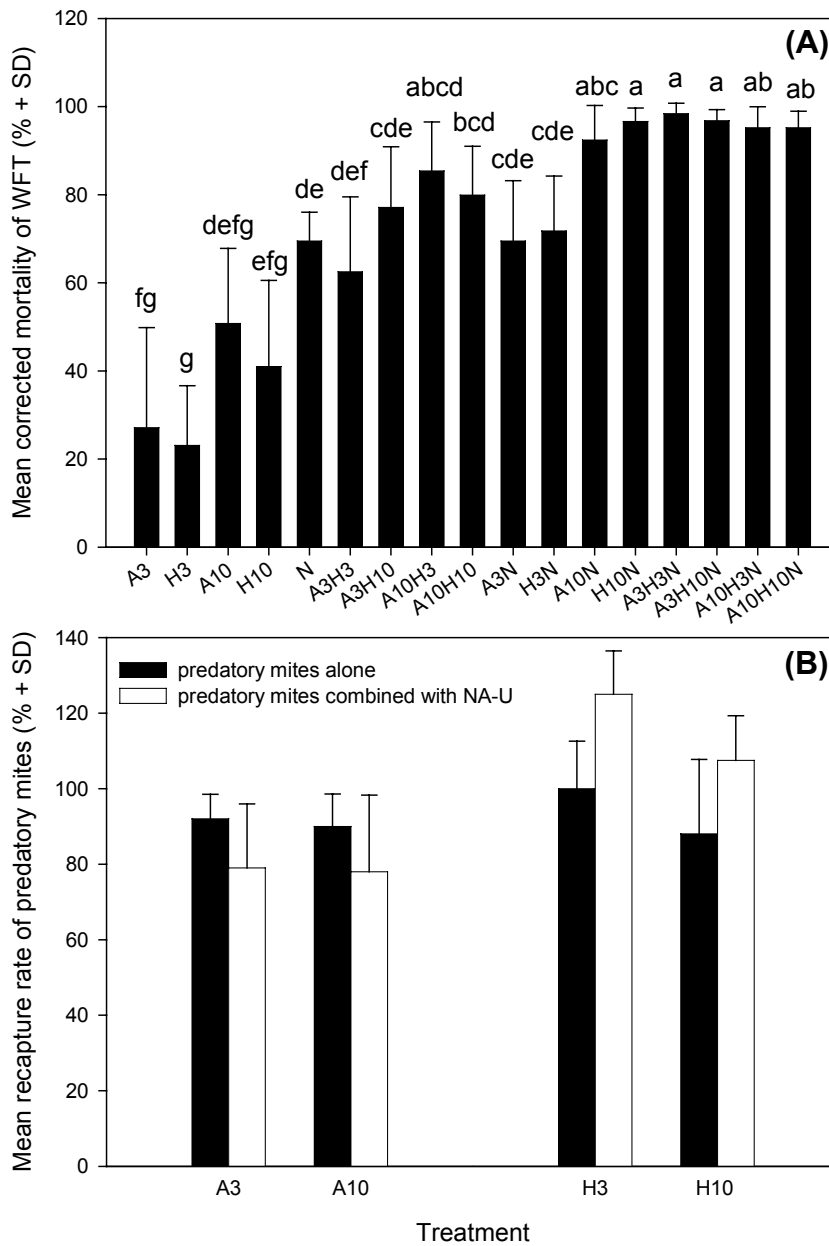 (A)
Mean corrected mortality of WFT (% + SD)
120
100
80
60
40
20
0
fg
g
defg
efg
de
def
cde
abcd
bcd
cde
cde
abc
a
a
a
ab
ab
A3
H3
A10
H10
N
A3H3
A3H10
A10H3
A10H10
A3N
H3N
A10N
H10N
A3H3N
A3H10N
A10H3N
A10H10N
(B)
Mean recapture rate of predatory mites (% + SD)
140
120
100
80
60
40
20
0
predatory mites alone
predatory mites combined with NA-U
A3
A10
H3
H10
Treatment